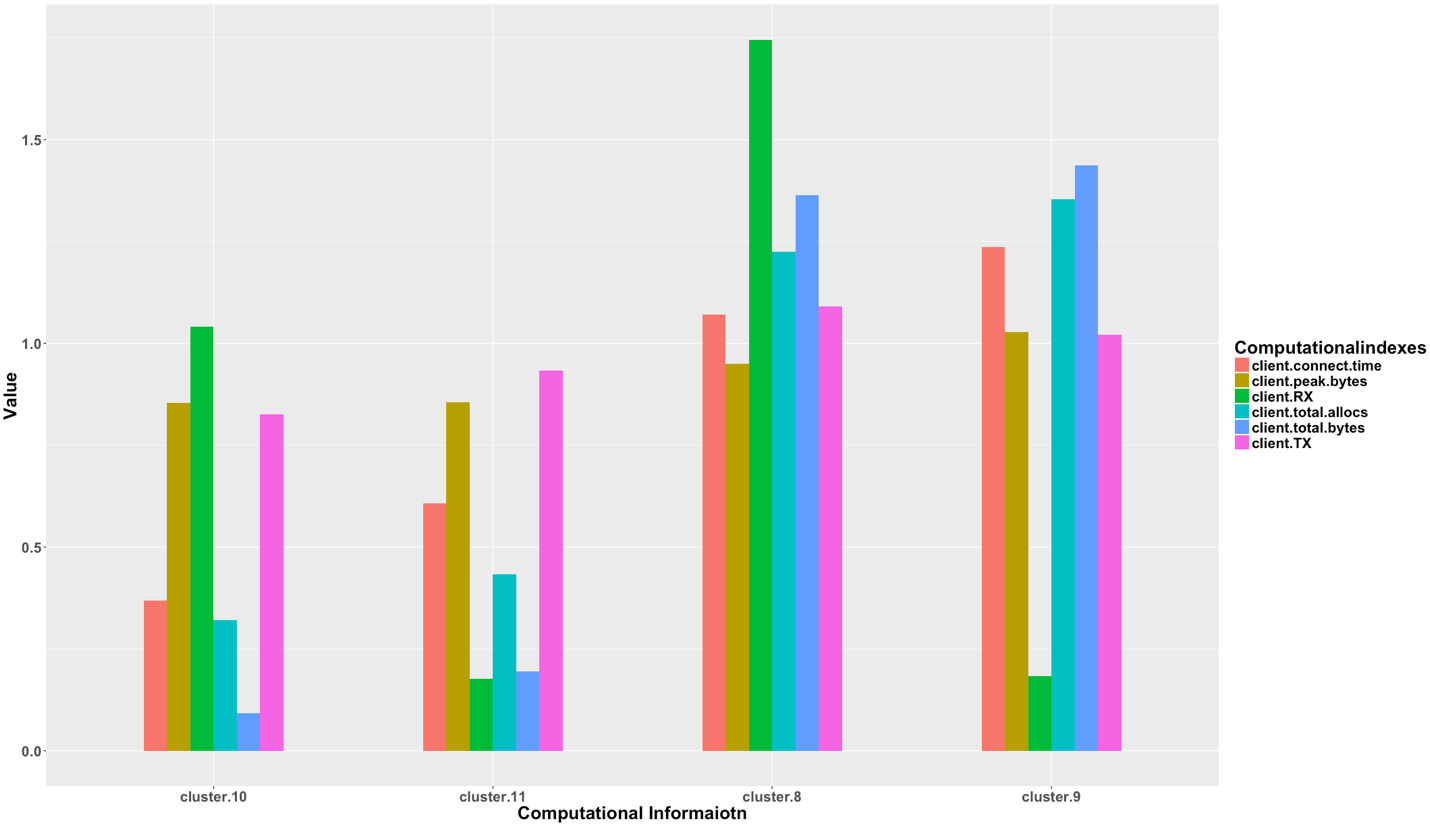 Value
1.5
1.0
0.5
0.0
cluster.10
cluster.11
cluster.8
cluster.9
Computational Informaiotn
Computationalindexes
client.connect.time
client.peak.bytes
client.RX
client.total.allocs
client.total.bytes
client.TX